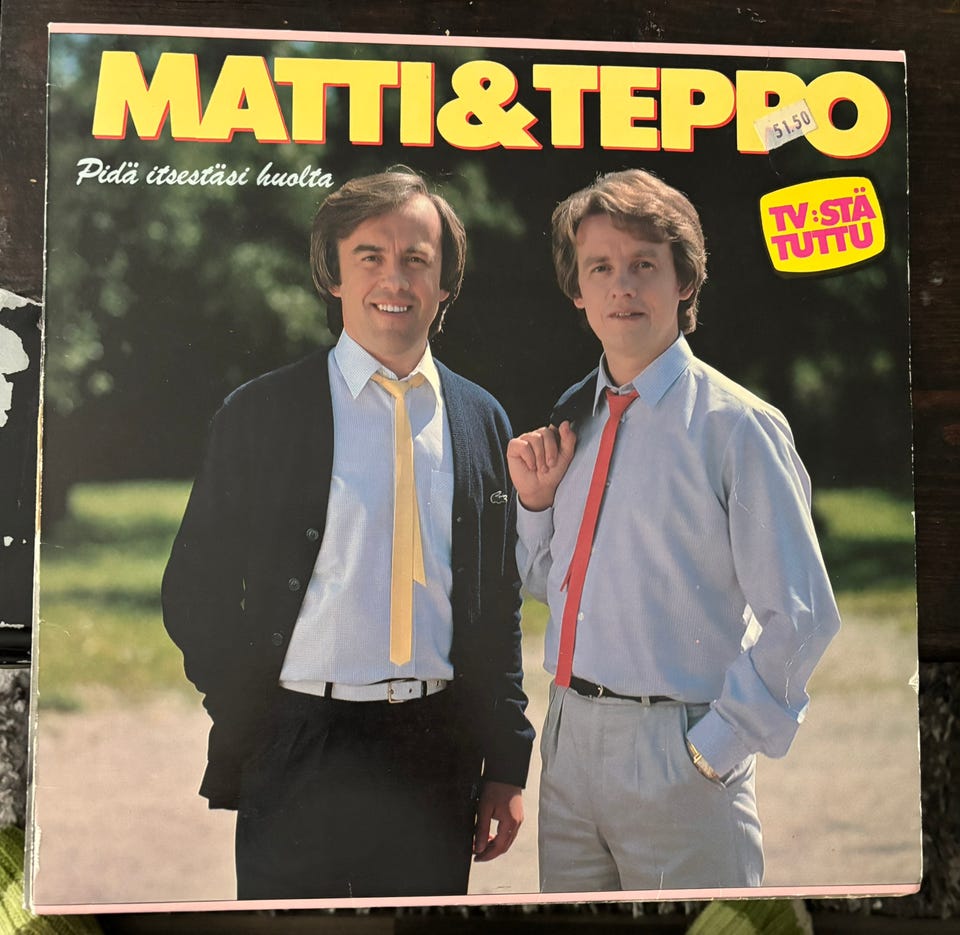 MATTI & TEPPO
51.50
Pidä itsestäsi huolta
TV:STÄ
TUTTU